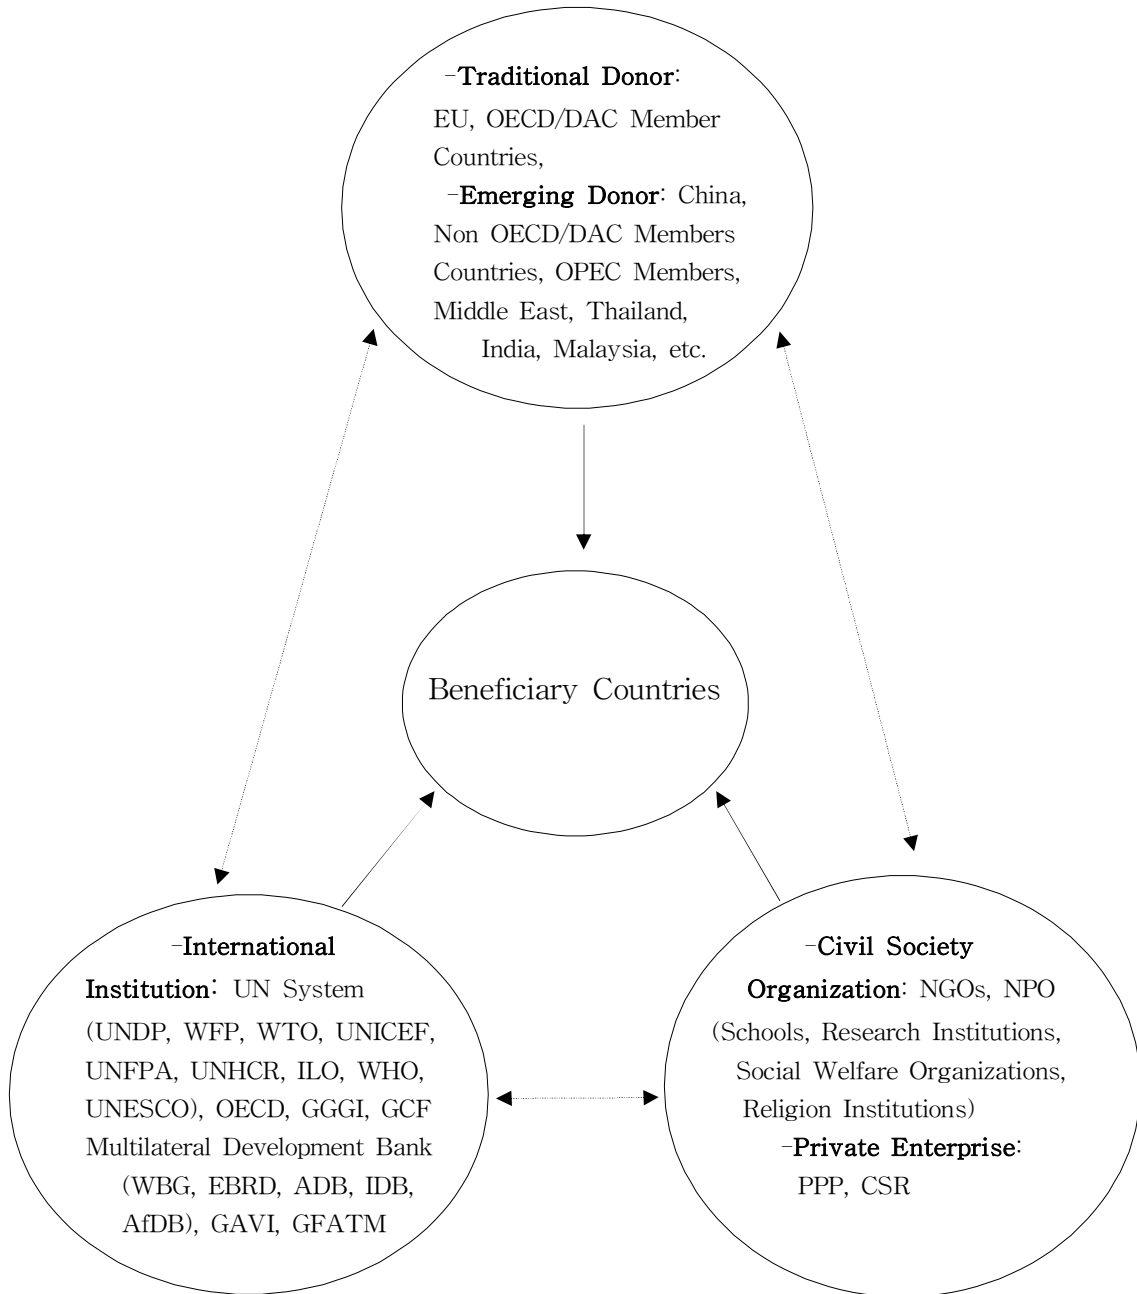 -Traditional Donor:
EU, OECD/DAC Member
Countries,
-Emerging Donor: China,
Non OECD/DAC Members
Countries, OPEC Members,
Middle East, Thailand,
India, Malaysia, etc.
Beneficiary Countries
-International
Institution: UN System
(UNDP, WFP, WTO, UNICEF,
UNFPA, UNHCR, ILO, WHO,
UNESCO), OECD, GGGI, GCF
Multilateral Development Bank
(WBG, EBRD, ADB, IDB,
AfDB), GAVI, GFATM
-Civil Society
Organization: NGOs, NPO
(Schools, Research Institutions,
Social Welfare Organizations,
Religion Institutions)
-Private Enterprise:
PPP, CSR